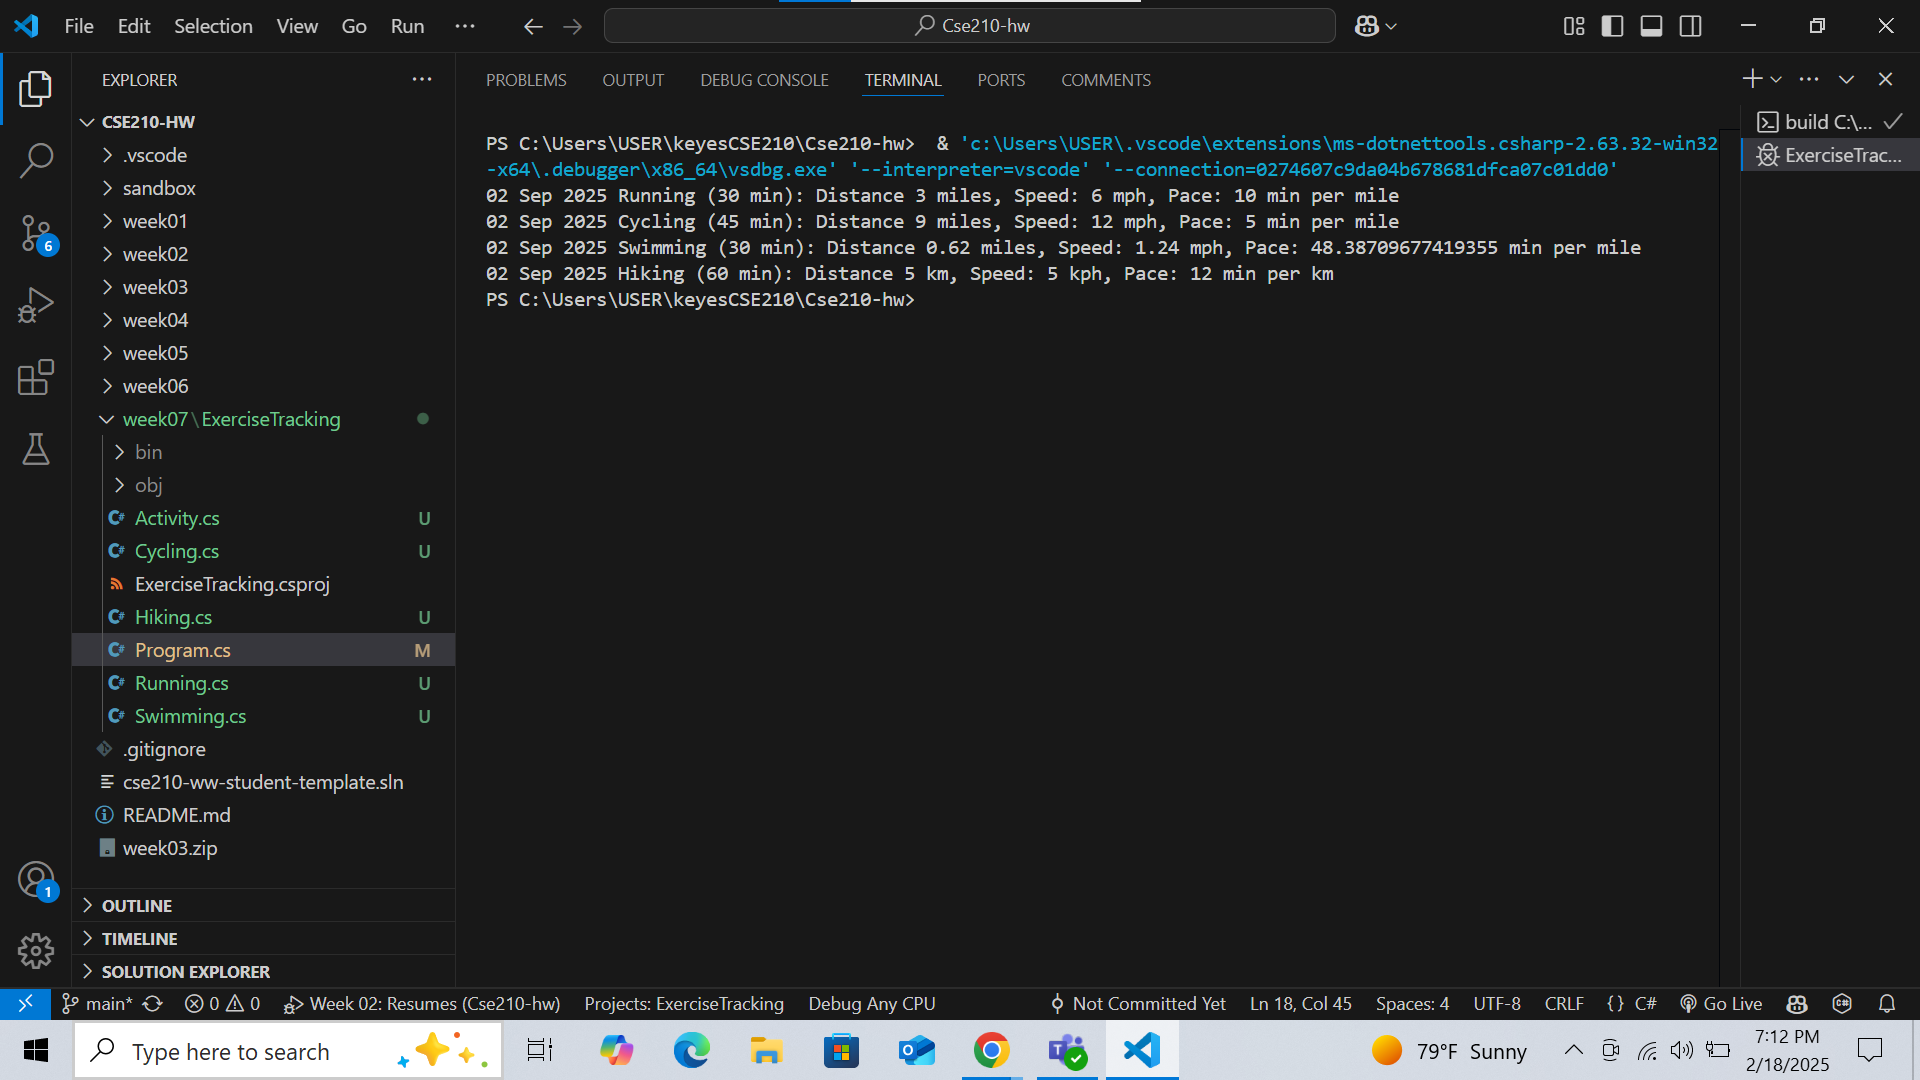 File Edit Selection View Go Run ···
Cse210-hw
EXPLORER
CSE210-HW
.vscode
sandbox
week01
week02
week03
week04
week05
week06
week07\ExerciseTracking
bin
obj
Activity.cs U
Cycling.cs U
ExerciseTracking.csproj
Hiking.cs U
Program.cs M
Running.cs U
Swimming.cs U
.gitignore
cse210-ww-student-template.sln
README.md
week03.zip
OUTLINE
TIMELINE
SOLUTION EXPLORER
6
1
PROBLEMS OUTPUT DEBUG CONSOLE TERMINAL PORTS COMMENTS
PS C:\Users\USER\keyesCSE210\Cse210-hw>  & 'c:\Users\USER\.vscode\extensions\ms-dotnettools.csharp-2.63.32-win32
-x64\.debugger\x86_64\vsdbg.exe' '--interpreter=vscode' '--connection=0274607c9da04b678681dfca07c01dd0'
02 Sep 2025 Running (30 min): Distance 3 miles, Speed: 6 mph, Pace: 10 min per mile
02 Sep 2025 Cycling (45 min): Distance 9 miles, Speed: 12 mph, Pace: 5 min per mile
02 Sep 2025 Swimming (30 min): Distance 0.62 miles, Speed: 1.24 mph, Pace: 48.38709677419355 min per mile
02 Sep 2025 Hiking (60 min): Distance 5 km, Speed: 5 kph, Pace: 12 min per km
PS C:\Users\USER\keyesCSE210\Cse210-hw>
build C:\...
ExerciseTrac...
main* 0 0 Week 02: Resumes (Cse210-hw) Projects: ExerciseTracking Debug Any CPU Not Committed Yet Ln 18, Col 45 Spaces: 4 UTF-8 CRLF {} C# Go Live
Type here to search
79°F Sunny
7:12 PM
2/18/2025